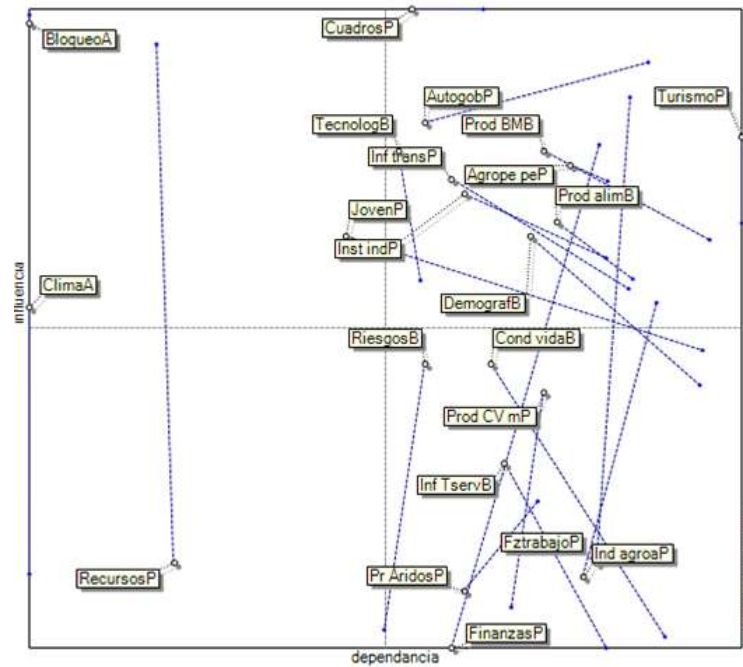 CuadrosP
BloqueoA
AutogobP
TurismoP
TecnologB
Prod BMB
Inf transP
Agrope peP
Prod alimB
JovenP
Inst indP
ClimaA
DemografB
influencia
RiesgosB
Cond vidaB
Prod CV mP
Inf TservB
FztrabajoP
Ind agroaP
RecursosP
Pr AridosP
FinanzasP
dependancia